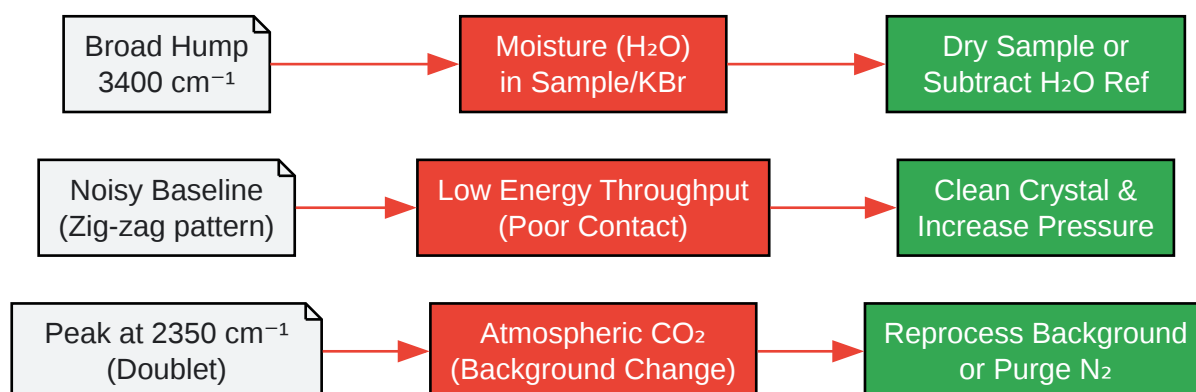 Broad Hump
3400 cm⁻¹
Moisture (H₂O)
in Sample/KBr
Dry Sample or
Subtract H₂O Ref
Noisy Baseline
(Zig-zag pattern)
Low Energy Throughput
(Poor Contact)
Clean Crystal &
Increase Pressure
Peak at 2350 cm⁻¹
(Doublet)
Atmospheric CO₂
(Background Change)
Reprocess Background
or Purge N₂